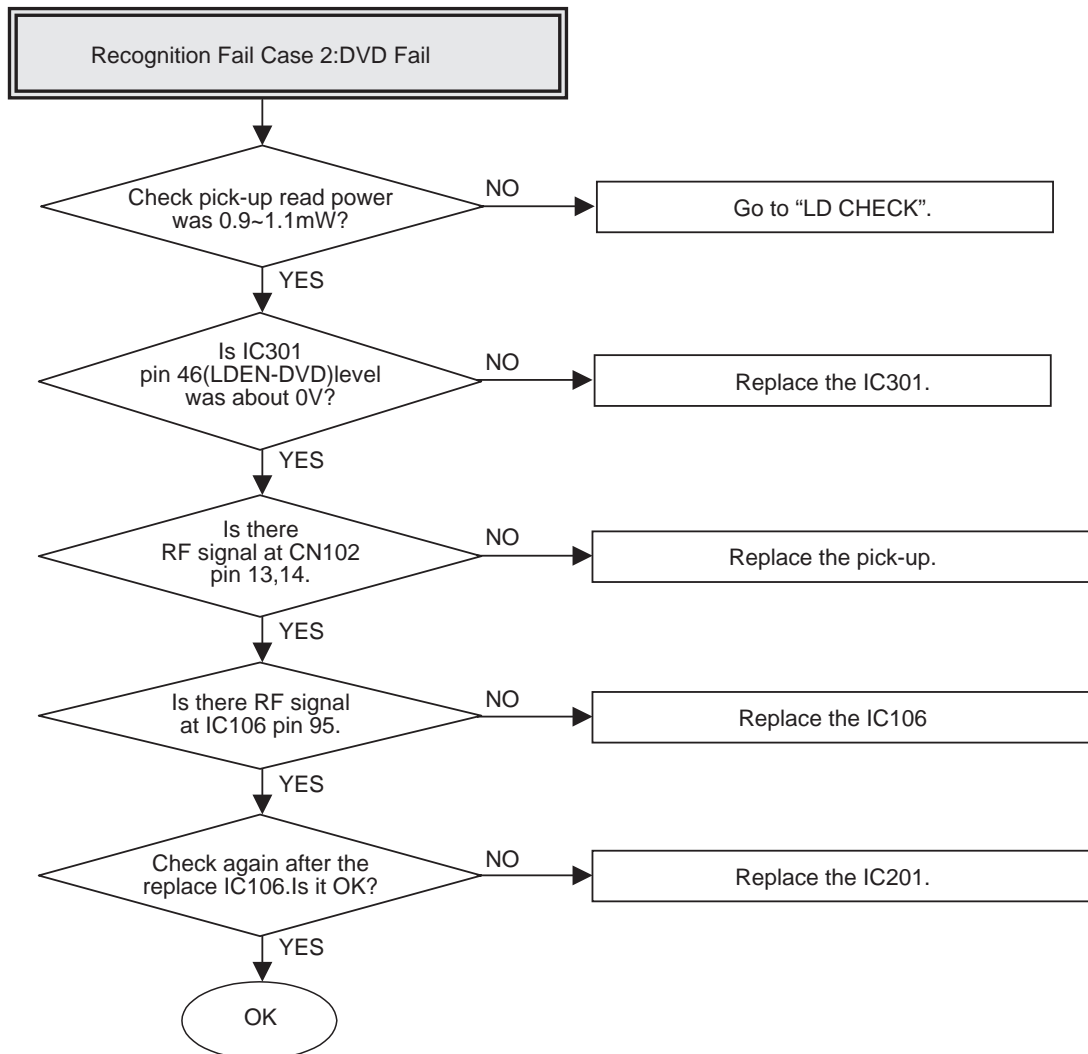 Recognition Fail Case 2:DVD Fail
Check pick-up read power
was 0.9~1.1mW?
NO
Go to “LD CHECK”.
YES
Is IC301
pin 46(LDEN-DVD)level
was about 0V?
NO
Replace the IC301.
YES
Is there
RF signal at CN102
pin 13,14.
NO
Replace the pick-up.
YES
Is there RF signal
at IC106 pin 95.
NO
Replace the IC106
YES
Check again after the
replace IC106.Is it OK?
NO
Replace the IC201.
YES
OK